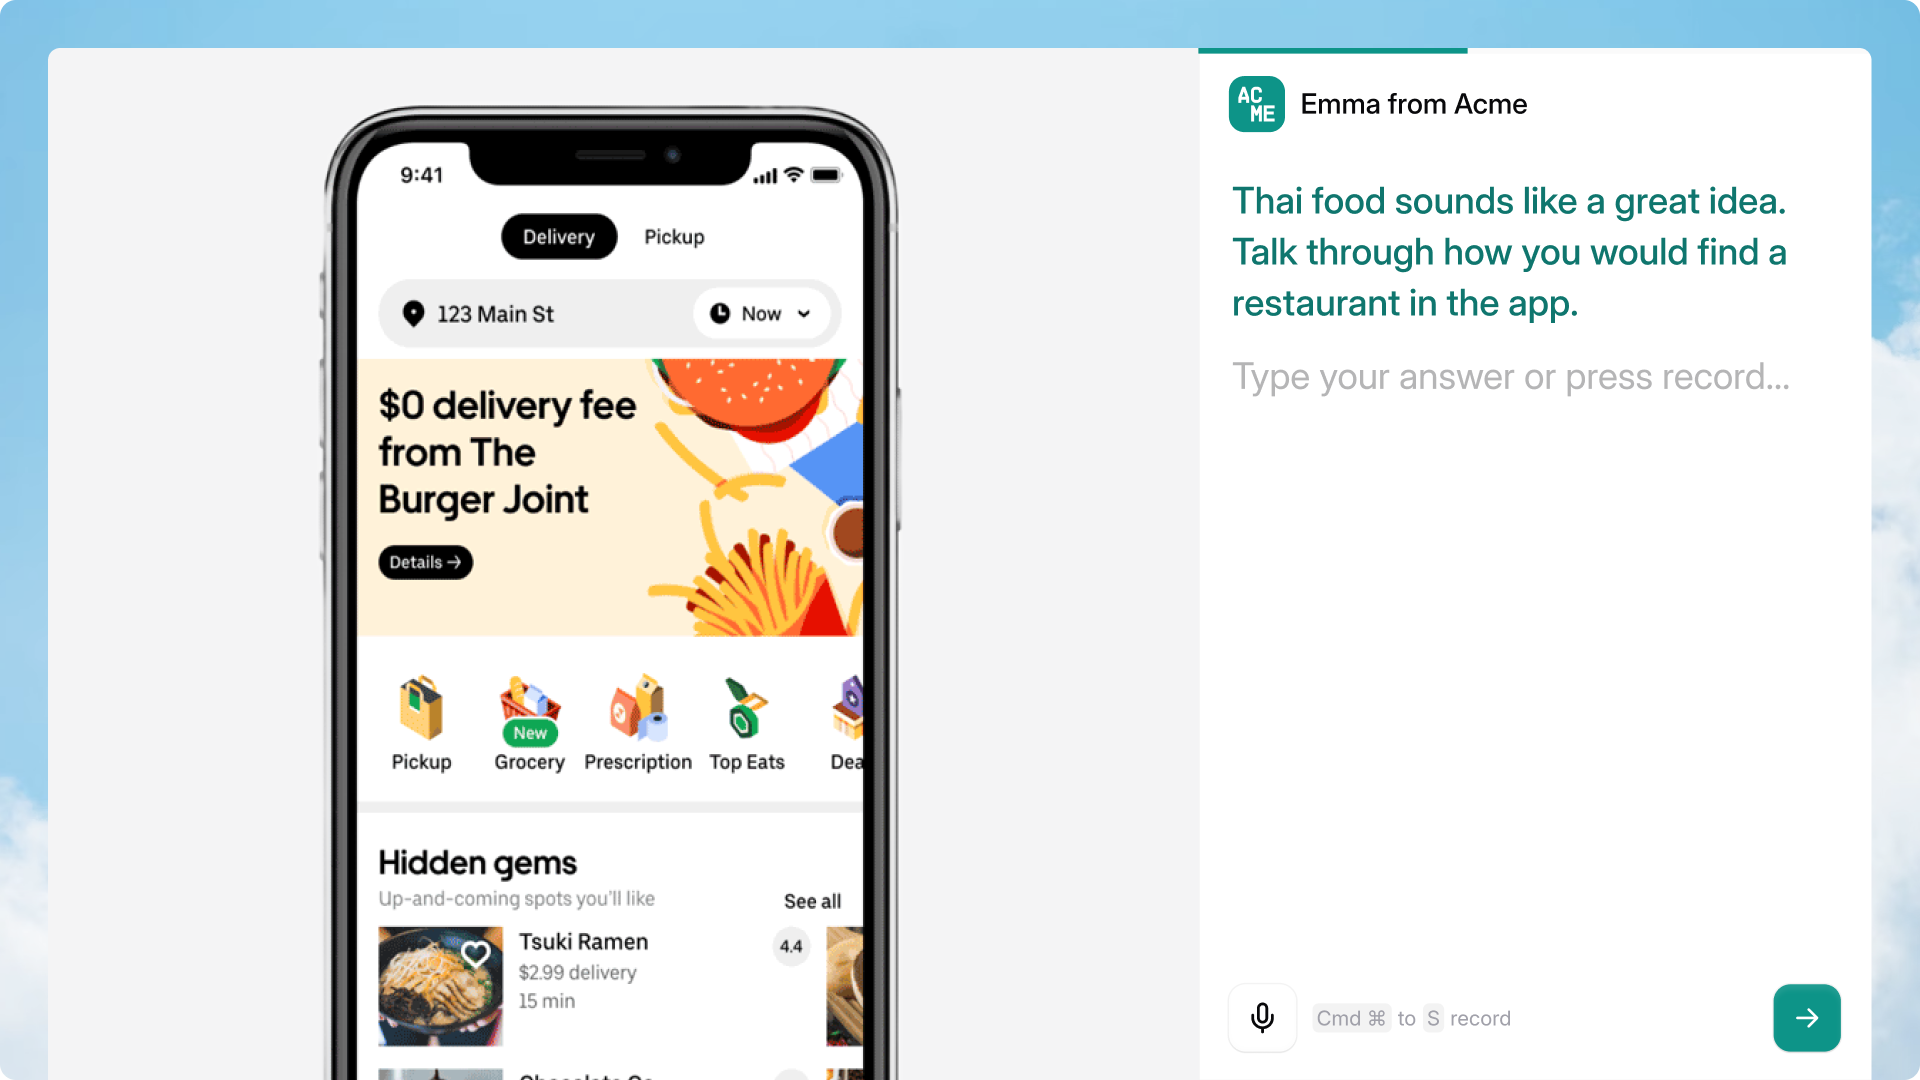 9:41
Delivery
Pickup
123 Main St
Now
$0 delivery fee
from The
Burger Joint
Details →
Pickup
New
Grocery
Prescription
Top Eats
Dea
Hidden gems
Up-and-coming spots you'll like
See all
Tsuki Ramen
4.4
$2.99 delivery
15 min
AC
ME
Emma from Acme
Thai food sounds like a great idea.
Talk through how you would find a
restaurant in the app.
Type your answer or press record...
Cmd ⌘ to S record